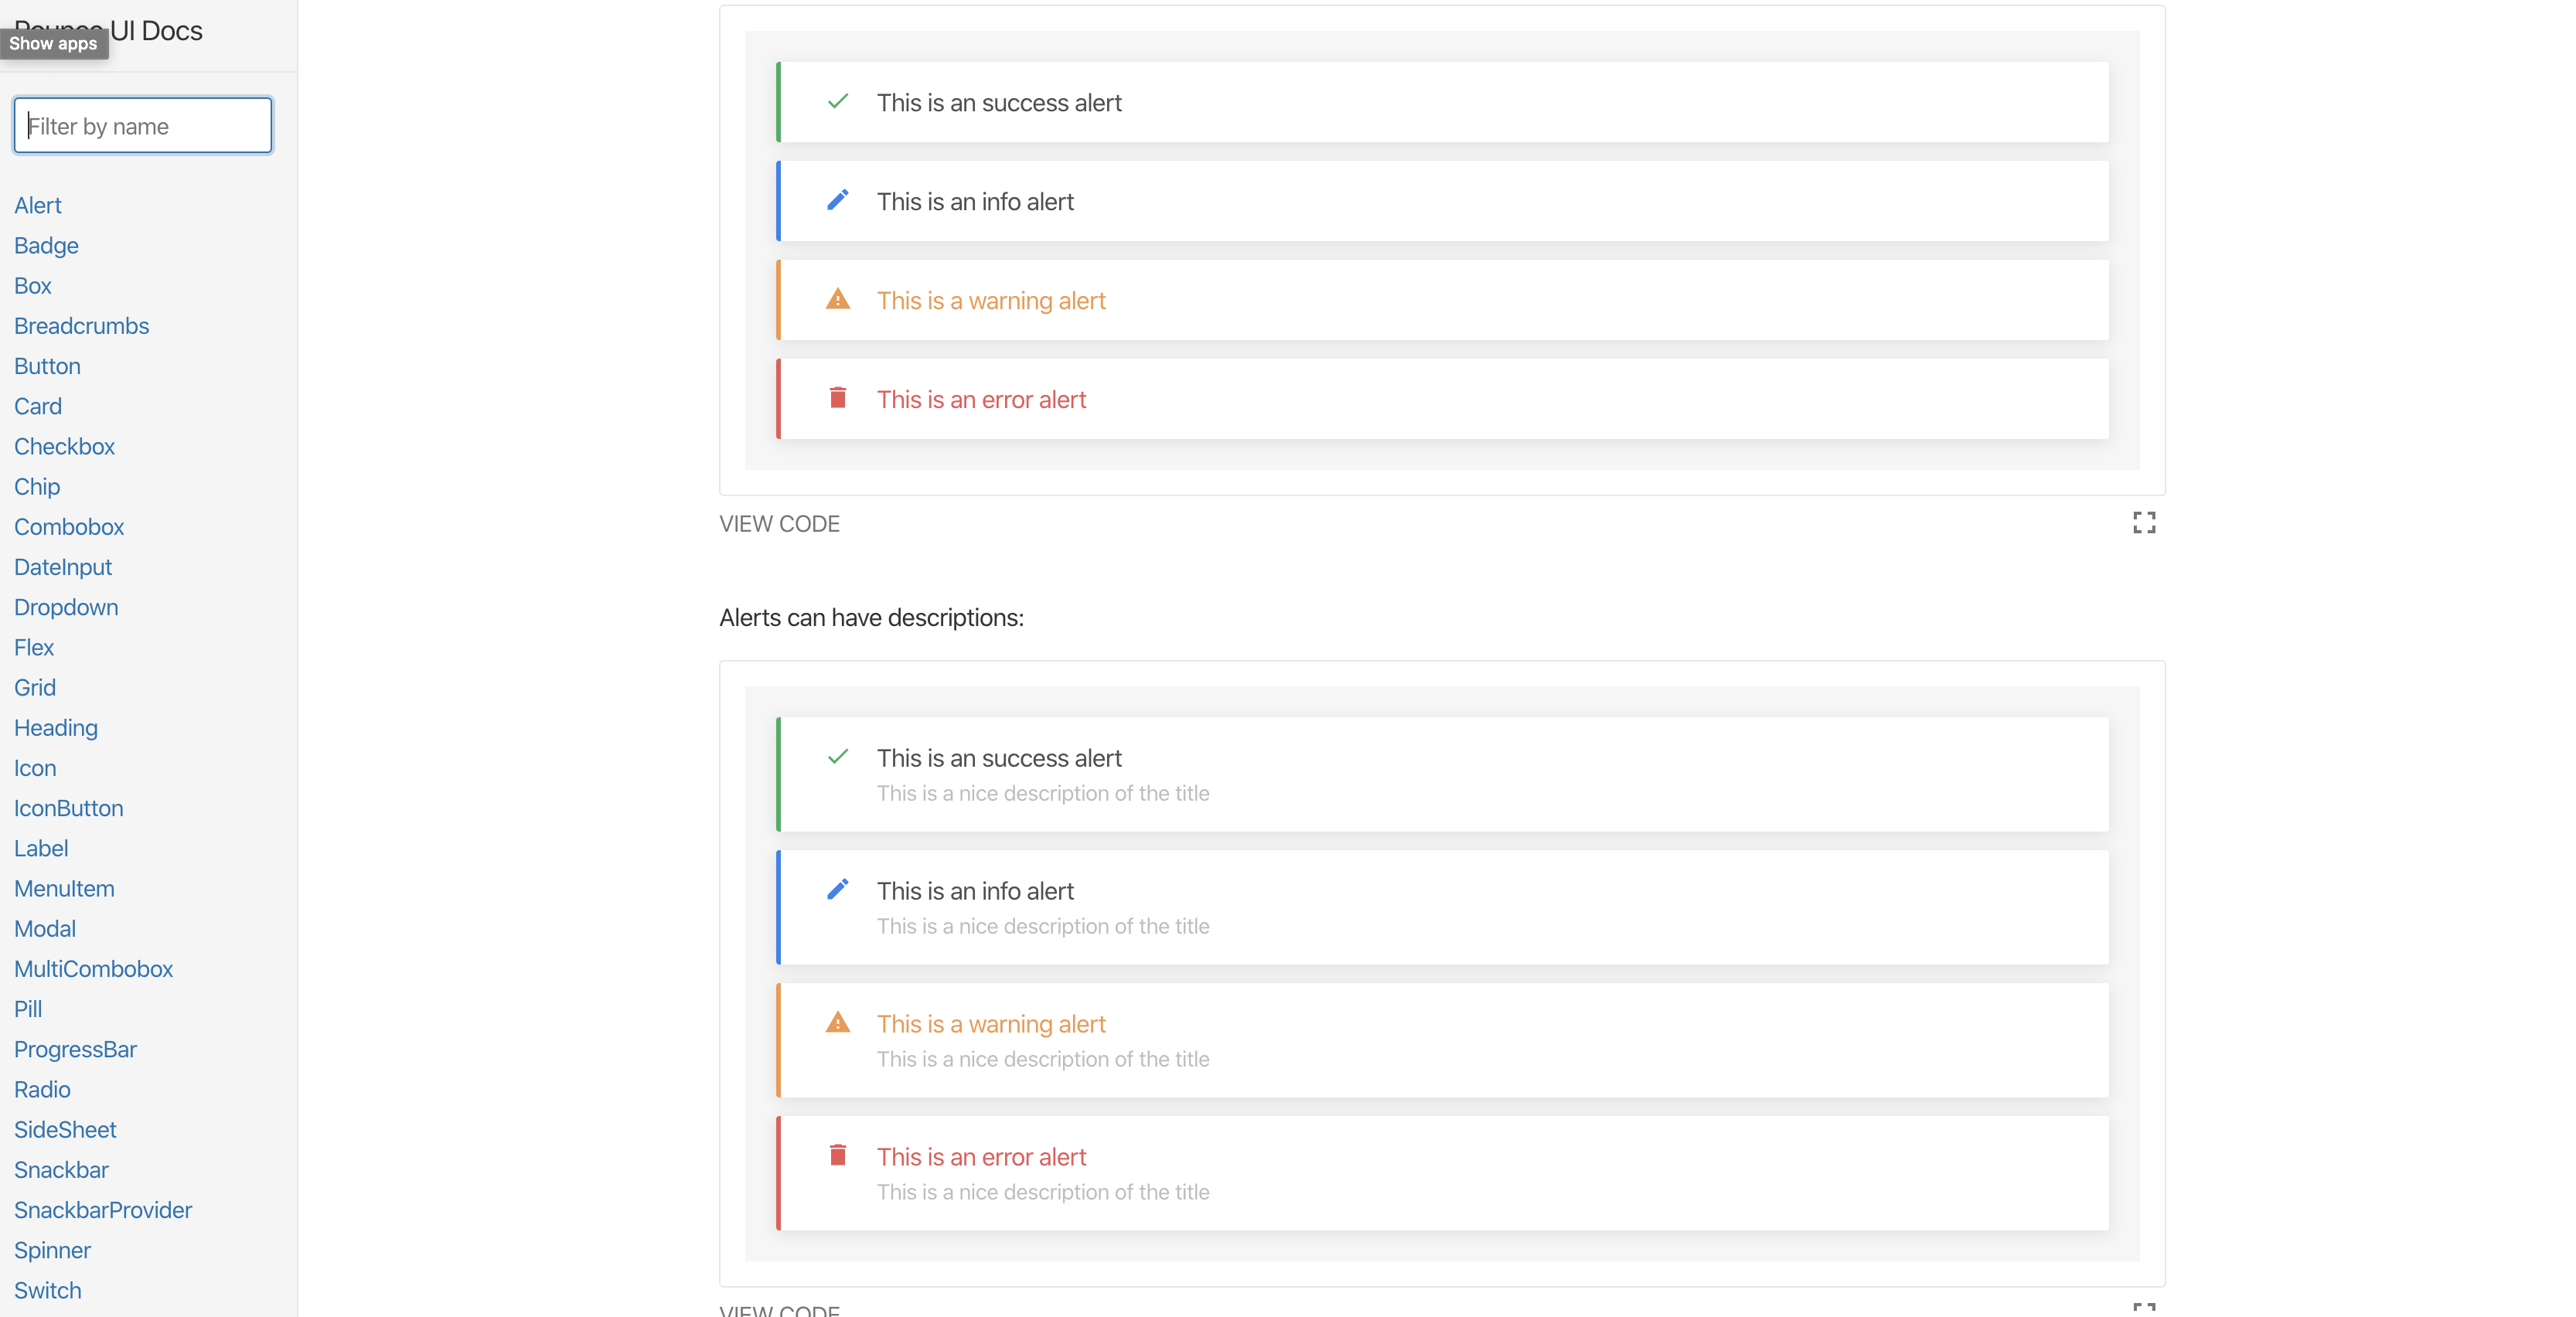 UI Docs
Show apps
Filter by name
Alert
Badge
Box
Breadcrumbs
Button
Card
Checkbox
Chip
Combobox
DateInput
Dropdown
Flex
Grid
Heading
Icon
IconButton
Label
MenuItem
Modal
MultiCombobox
Pill
ProgressBar
Radio
SideSheet
Snackbar
SnackbarProvider
Spinner
Switch
This is an success alert
This is an info alert
This is a warning alert
This is an error alert
VIEW CODE
Alerts can have descriptions:
This is an success alert
This is a nice description of the title
This is an info alert
This is a nice description of the title
This is a warning alert
This is a nice description of the title
This is an error alert
This is a nice description of the title
VIEW CODE